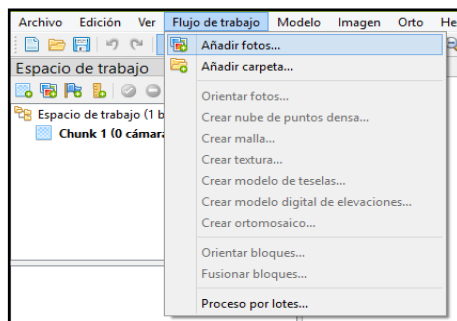 Archivo Edición Ver Flujo de trabajo Modelo Imagen Orto He
Espacio de trabajo
Espacio de trabajo (1 b
Chunk 1 (0 cámara
Añadir fotos...
Añadir carpeta...
Orientar fotos...
Crear nube de puntos densa...
Crear malla...
Crear textura...
Crear modelo de teselas...
Crear modelo digital de elevaciones...
Crear ortomosaico...
Orientar bloques...
Fusionar bloques...
Proceso por lotes...